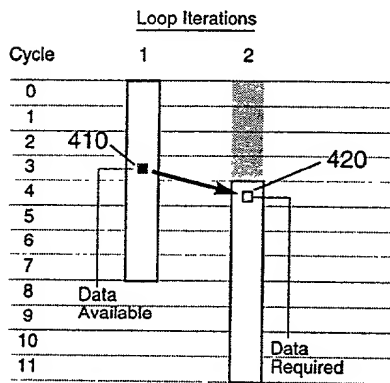 Loop Iterations
Cycle 1 2
0
1
2
410
3
420
4
5
6
7
8
Data
Available
9
10
Data
Required
11